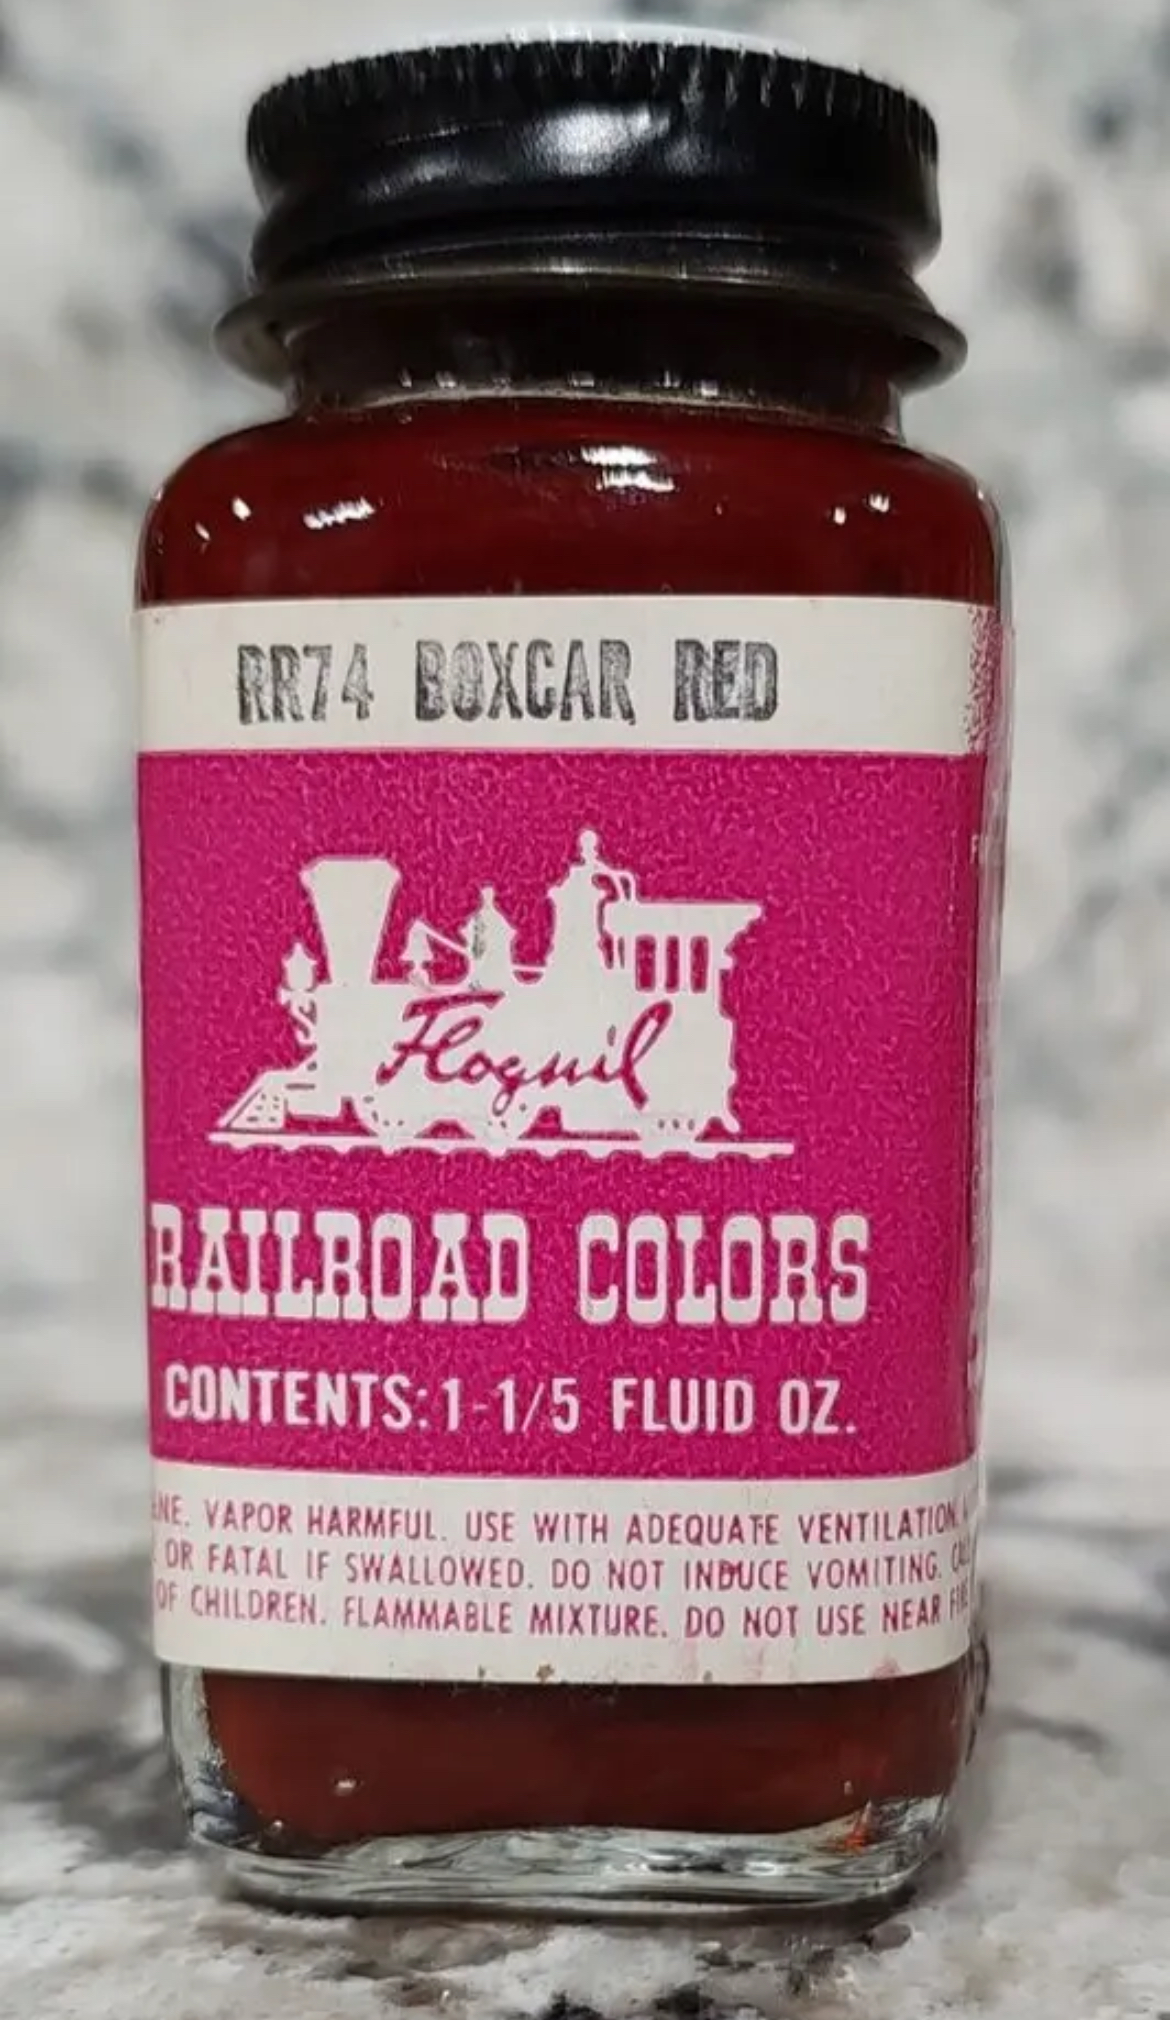 RR74 BOXCAR RED
Floquil
RAILROAD COLORS
CONTENTS: 1-1/5 FLUID OZ.
VAPOR HARMFUL. USE WITH ADEQUATE VENTILATION.
OR FATAL IF SWALLOWED. DO NOT INDUCE VOMITING.
OF CHILDREN. FLAMMABLE MIXTURE. DO NOT USE NEAR